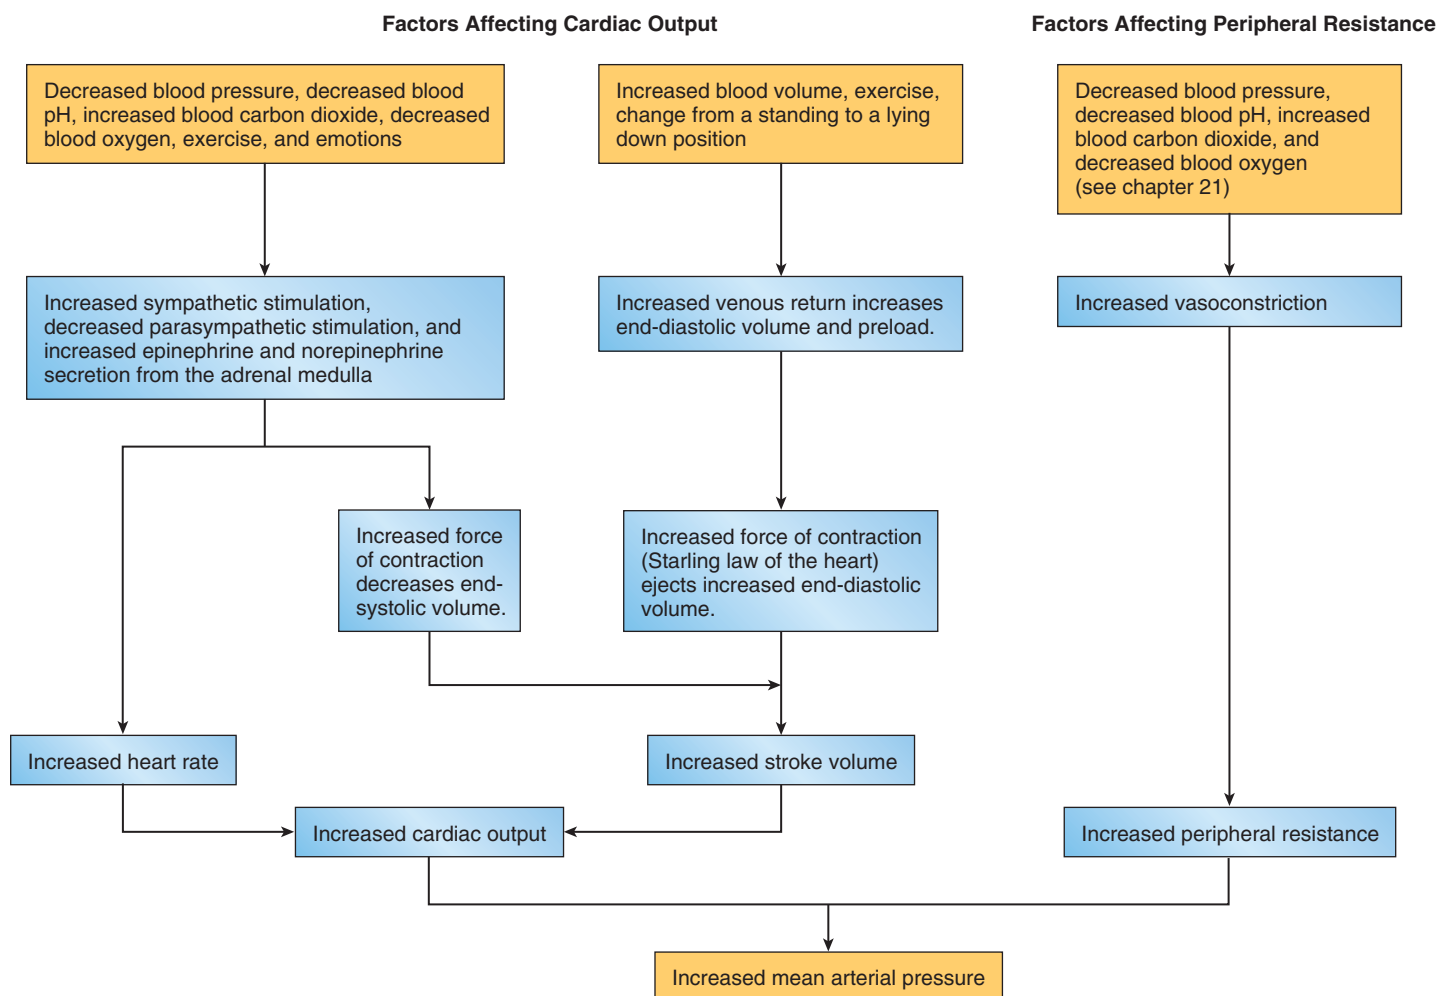 Factors Affecting Cardiac Output
Factors Affecting Peripheral Resistance
Decreased blood pressure, decreased blood
pH, increased blood carbon dioxide, decreased
blood oxygen, exercise, and emotions
Increased blood volume, exercise,
change from a standing to a lying
down position
Decreased blood pressure,
decreased blood pH, increased
blood carbon dioxide, and
decreased blood oxygen
(see chapter 21)
Increased sympathetic stimulation,
decreased parasympathetic stimulation, and
increased epinephrine and norepinephrine
secretion from the adrenal medulla
Increased venous return increases
end-diastolic volume and preload.
Increased vasoconstriction
Increased force
of contraction
decreases end-
systolic volume.
Increased force of contraction
(Starling law of the heart)
ejects increased end-diastolic
volume.
Increased heart rate
Increased stroke volume
Increased cardiac output
Increased peripheral resistance
Increased mean arterial pressure